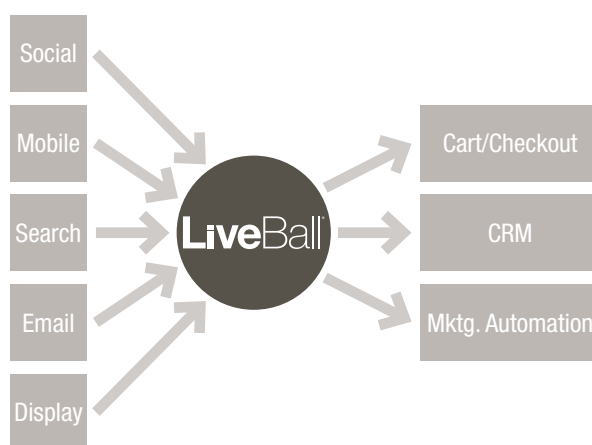 Social
Mobile
Search
Email
Display
LiveBall
Cart/Checkout
CRM
Mktg. Automation